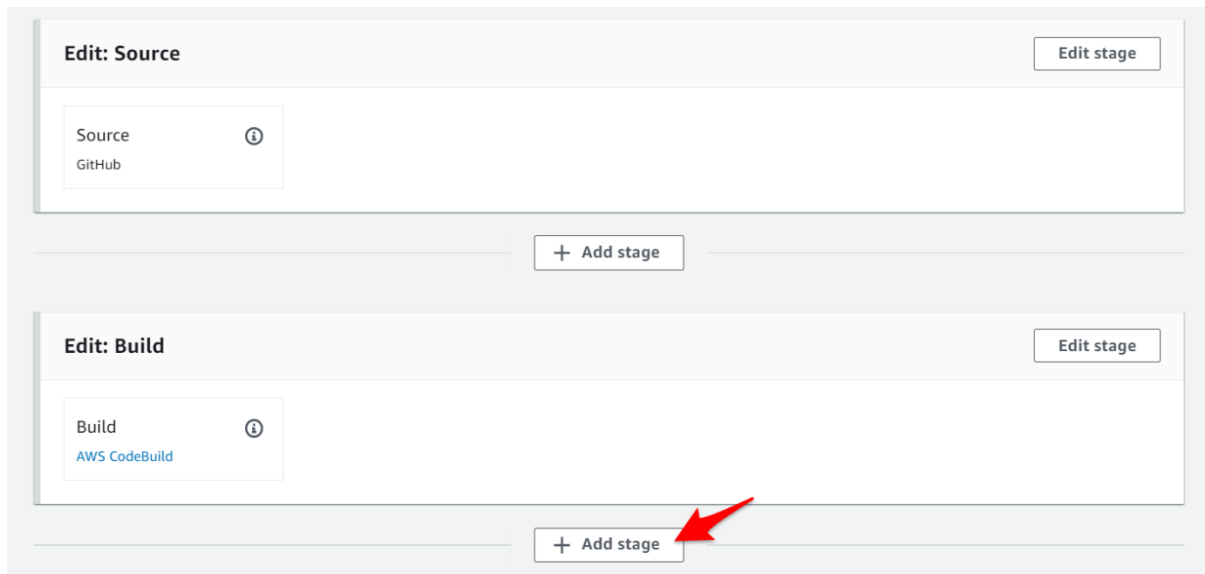 Edit: Source
Edit stage
Source
GitHub
+ Add stage
Edit: Build
Edit stage
Build
AWS CodeBuild
+ Add stage